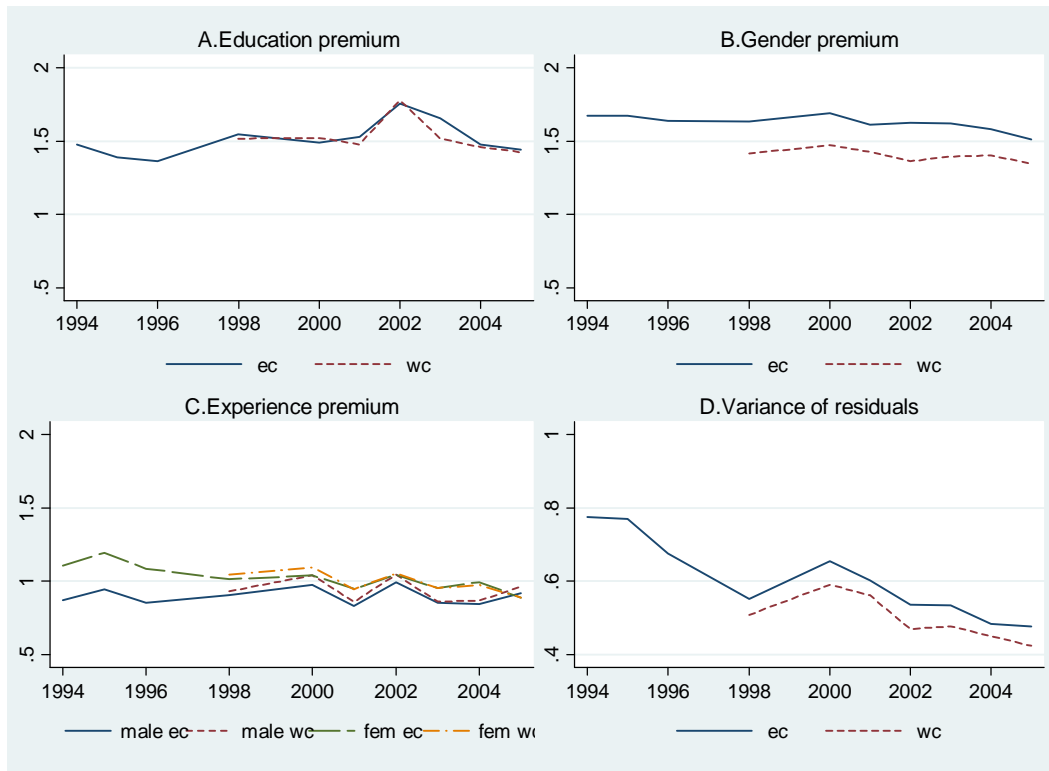 A.Education premium
2
1.5
1
.5
1994 1996 1998 2000 2002 2004
ec wc
B.Gender premium
2
1.5
1
.5
1994 1996 1998 2000 2002 2004
ec wc
C.Experience premium
2
1.5
1
.5
1994 1996 1998 2000 2002 2004
male ec male wc fem ec fem wc
D.Variance of residuals
1
.8
.6
.4
1994 1996 1998 2000 2002 2004
ec wc